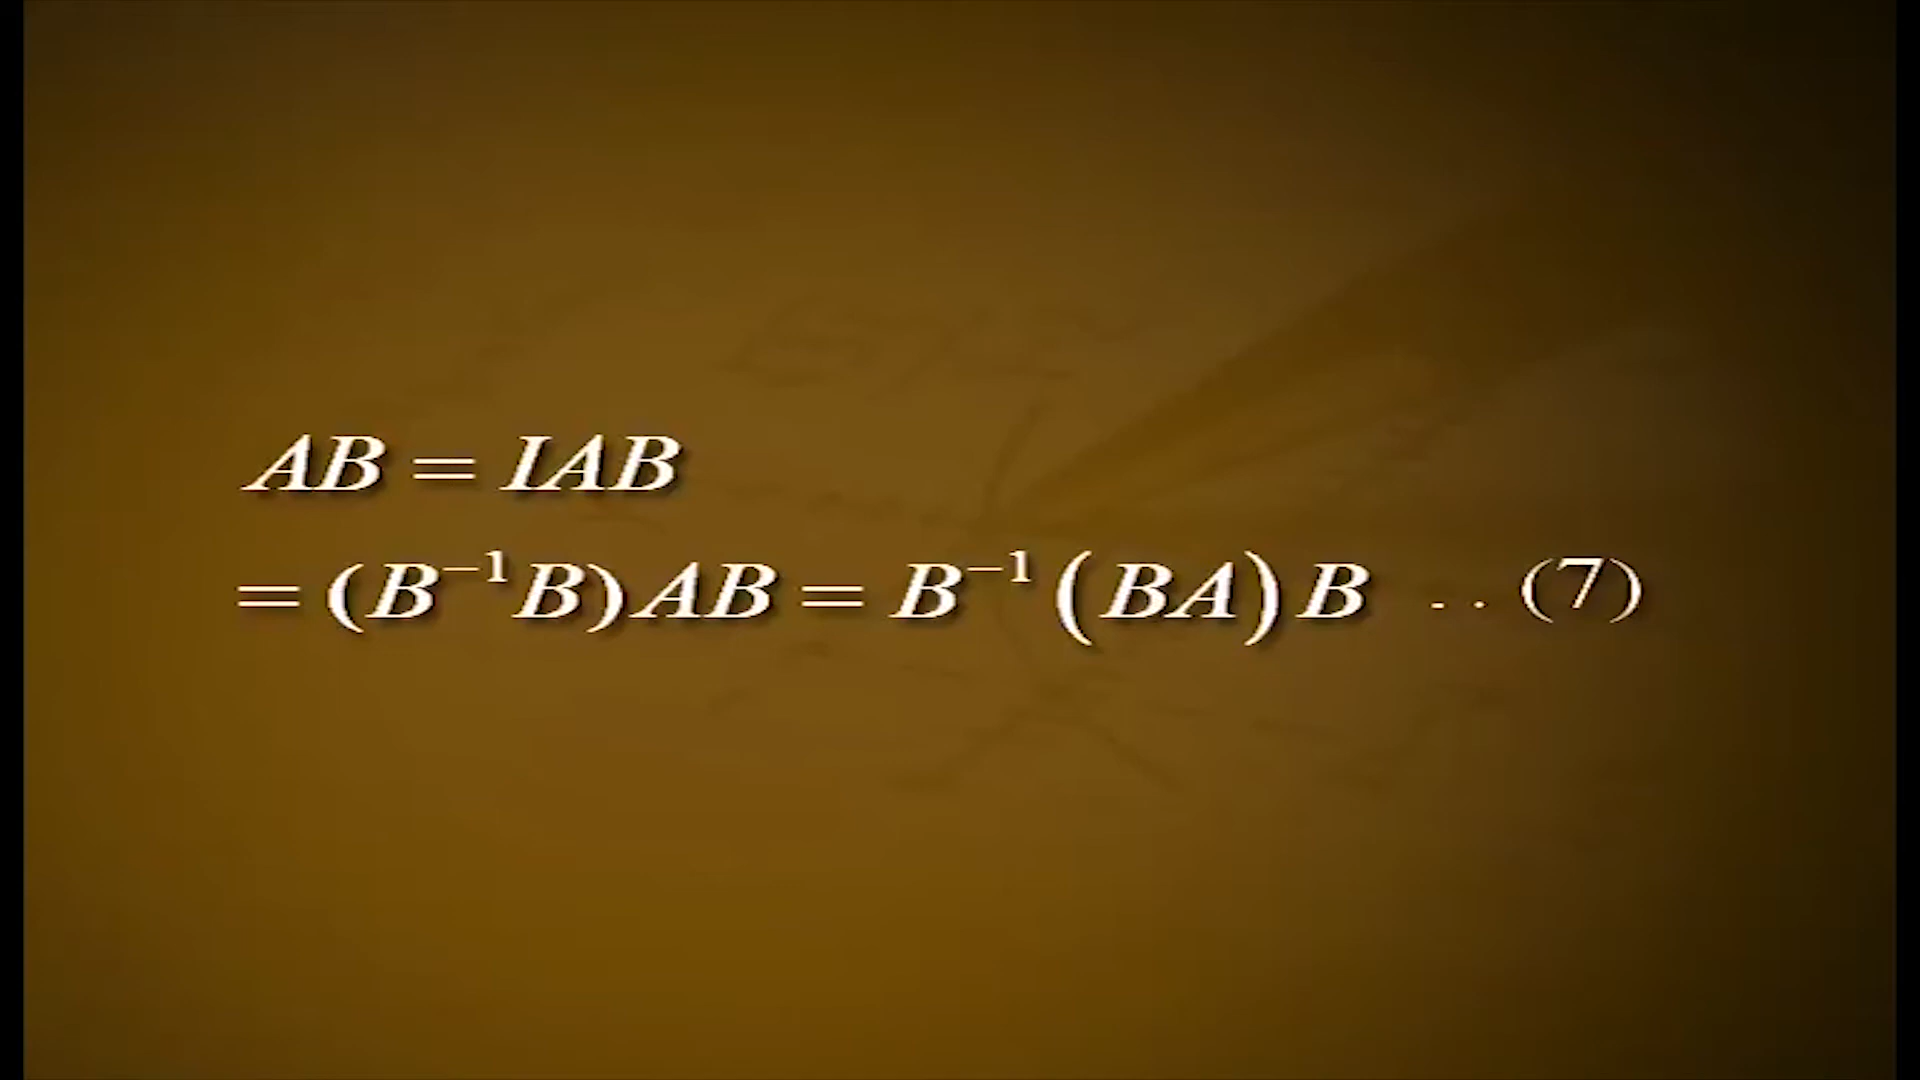 AB = IAB
= (B⁻¹B)AB = B⁻¹(BA)B .. (7)